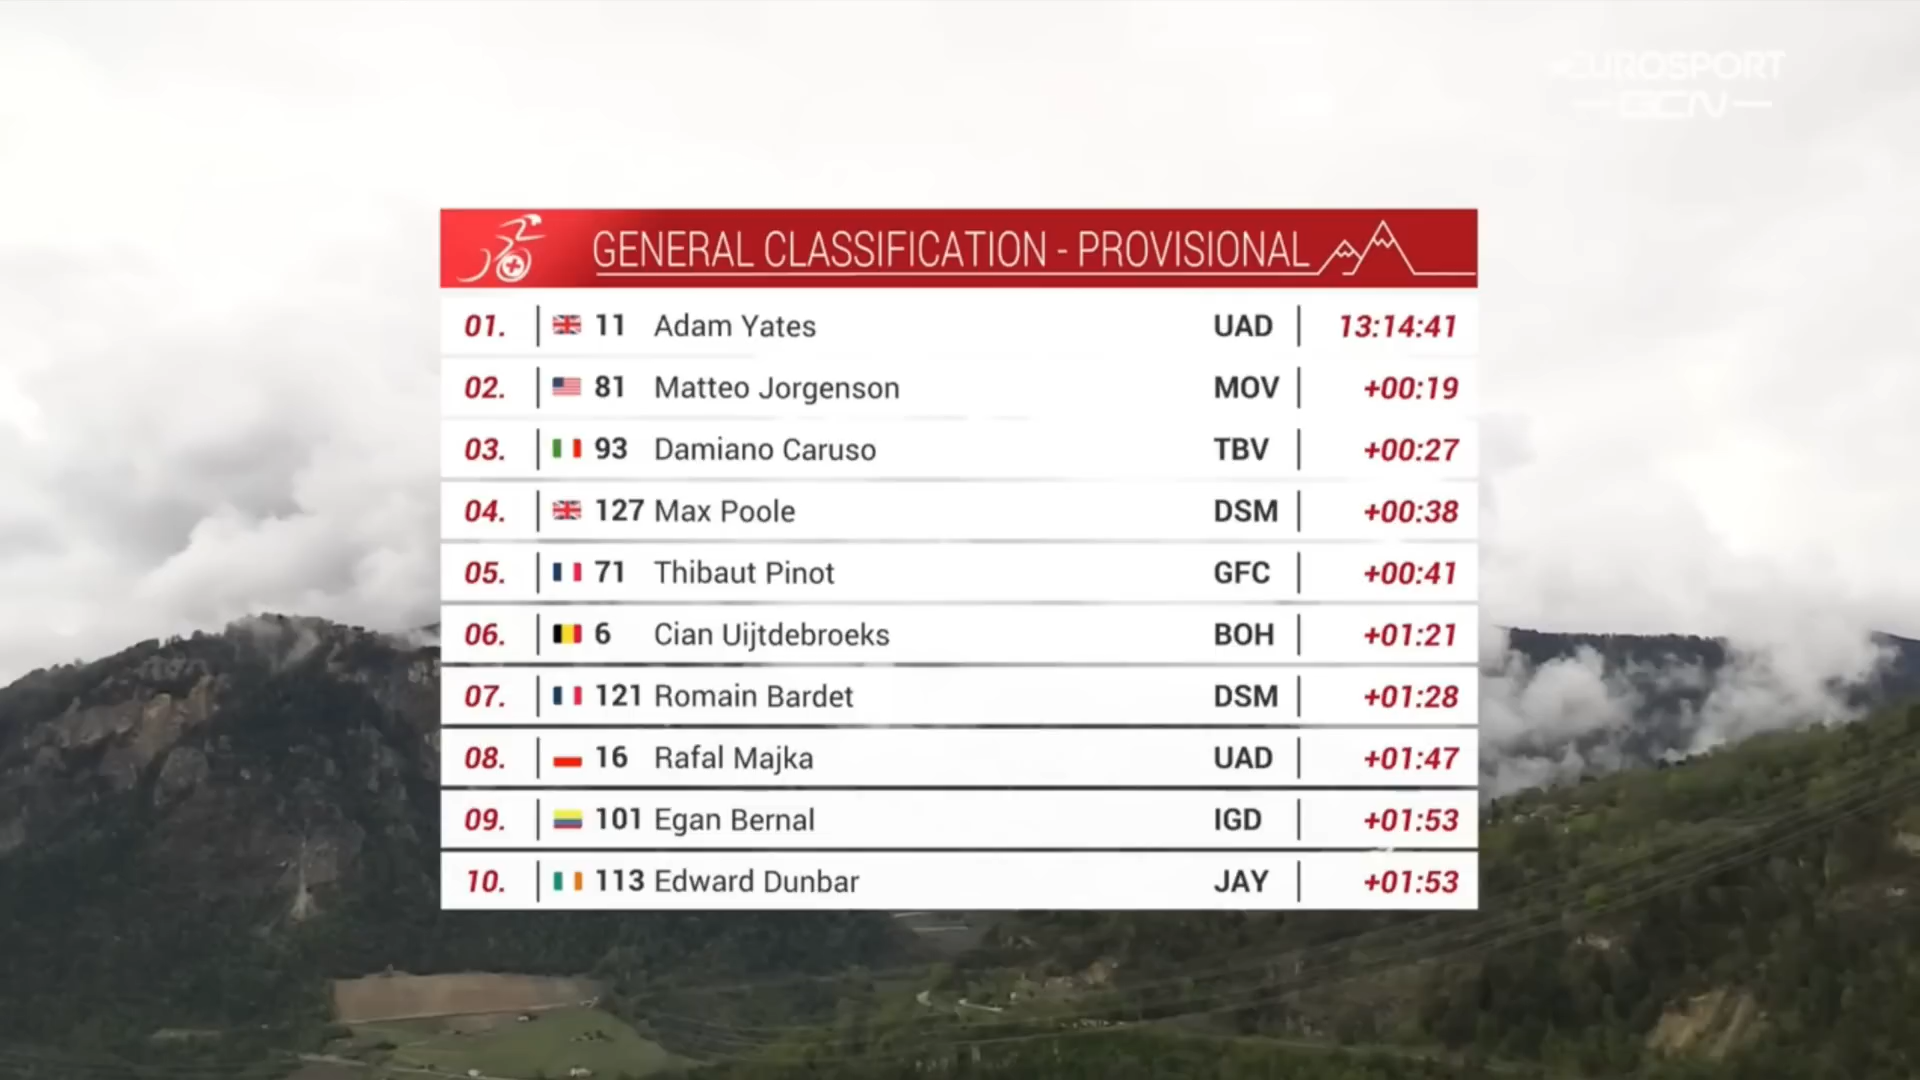 EUROSPORT
GCN
GENERAL CLASSIFICATION - PROVISIONAL
01. 11 Adam Yates UAD 13:14:41
02. 81 Matteo Jorgenson MOV +00:19
03. 93 Damiano Caruso TBV +00:27
04. 127 Max Poole DSM +00:38
05. 71 Thibaut Pinot GFC +00:41
06. 6 Cian Uijtdebroeks BOH +01:21
07. 121 Romain Bardet DSM +01:28
08. 16 Rafal Majka UAD +01:47
09. 101 Egan Bernal IGD +01:53
10. 113 Edward Dunbar JAY +01:53